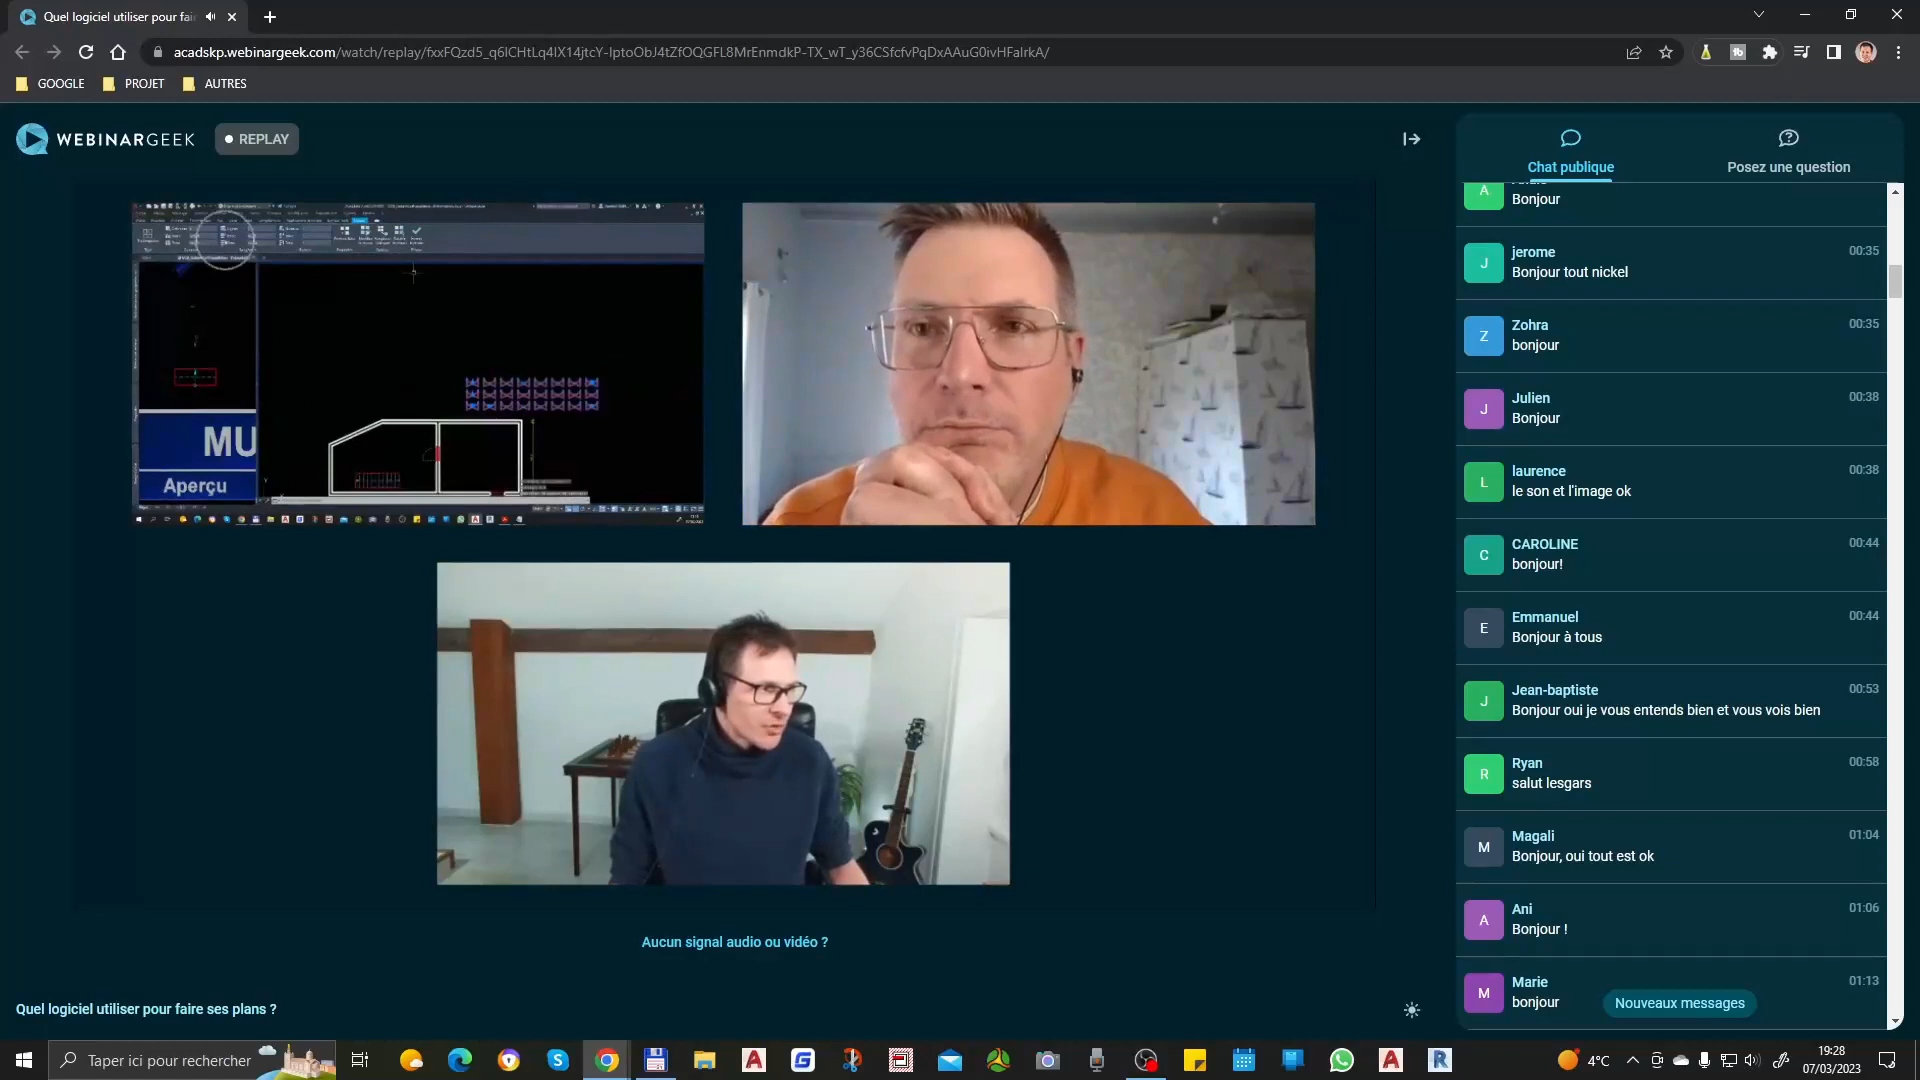 Quel logiciel utiliser pour fair
acadskp.webinargeek.com/watch/replay/fxxFQzd5_q6lCHtLq4lX14jtcY-lptoObJ4tZfOQGFL8MrEnmdkP-TX_wT_y36CSfcfvPqDxAAuG0ivHFalrkA/
GOOGLE
PROJET
AUTRES
WEBINARGEEK
REPLAY
MU
Aperçu
Aucun signal audio ou vidéo ?
Quel logiciel utiliser pour faire ses plans ?
Chat publique
Posez une question
A
Bonjour
J
jerome
00:35
Bonjour tout nickel
Z
Zohra
00:35
bonjour
J
Julien
00:38
Bonjour
L
laurence
00:38
le son et l'image ok
C
CAROLINE
00:44
bonjour!
E
Emmanuel
00:44
Bonjour à tous
J
Jean-baptiste
00:53
Bonjour oui je vous entends bien et vous vois bien
R
Ryan
00:58
salut lesgars
M
Magali
01:04
Bonjour, oui tout est ok
A
Ani
01:06
Bonjour !
M
Marie
01:13
bonjour
Nouveaux messages
Taper ici pour rechercher
4°C
19:28
07/03/2023